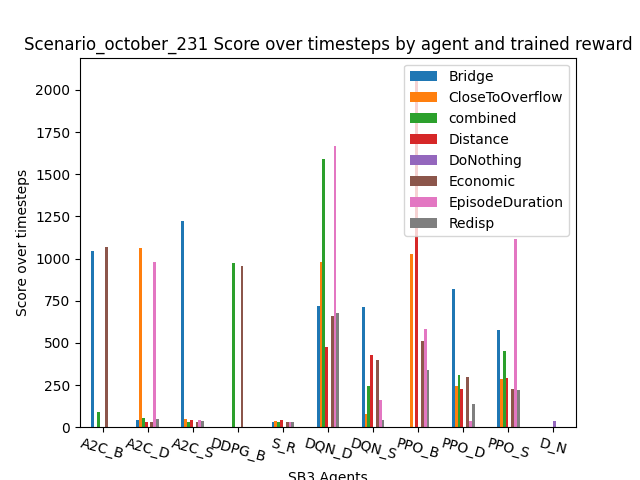 Scenario_october_231 Score over timesteps by agent and trained reward
Score over timesteps
2000
1750
1500
1250
1000
750
500
250
0
Bridge
CloseToOverflow
combined
Distance
DoNothing
Economic
EpisodeDuration
Redisp
A2C_B
A2C_D
A2C_S
DDPG_B
S_R
DQN_D
DQN_S
PPO_B
PPO_D
PPO_S
D_N
SB3 Agents